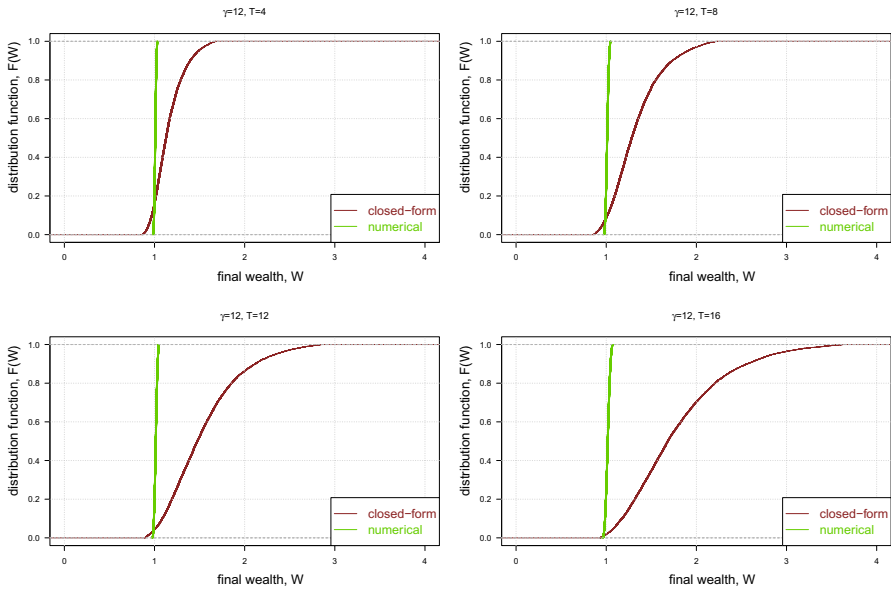 γ=12, T=4
distribution function, F(W)
1.0
0.8
0.6
0.4
0.2
0.0
0 1 2 3 4
final wealth, W
closed−form
numerical
γ=12, T=8
distribution function, F(W)
1.0
0.8
0.6
0.4
0.2
0.0
0 1 2 3 4
final wealth, W
closed−form
numerical
γ=12, T=12
distribution function, F(W)
1.0
0.8
0.6
0.4
0.2
0.0
0 1 2 3 4
final wealth, W
closed−form
numerical
γ=12, T=16
distribution function, F(W)
1.0
0.8
0.6
0.4
0.2
0.0
0 1 2 3 4
final wealth, W
closed−form
numerical